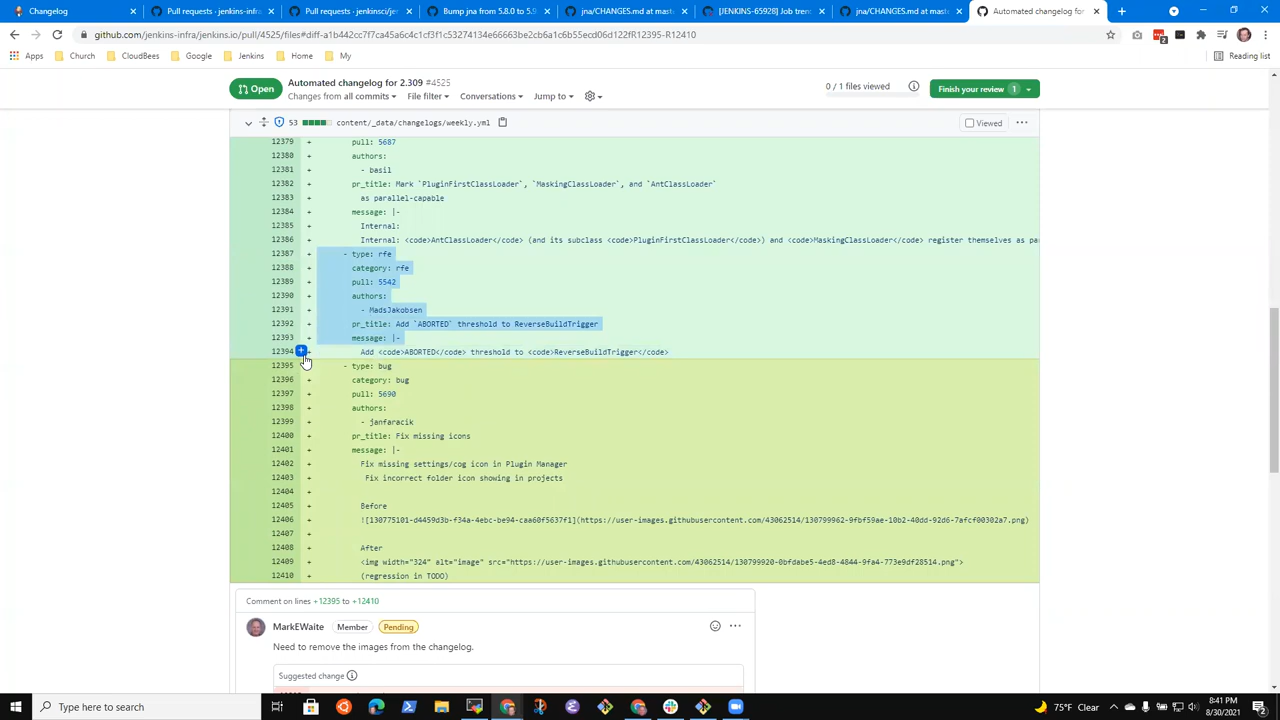 Changelog
Pull requests · jenkins-infra/
Pull requests · jenkinsci/jen
Bump jna from 5.8.0 to 5.9
jna/CHANGES.md at mast
[JENKINS-65928] Job tren
jna/CHANGES.md at mast
Automated changelog for
github.com/jenkins-infra/jenkins.io/pull/4525/files#diff-a1b442cc7f7ca45a6c4c1cf3f1c53274134e66663be2cb6a1b6b55ecd06d122fR12395-R12410
Apps
Church
CloudBees
Google
Jenkins
Home
My
Reading list
Open
Automated changelog for 2.309 #4525
Changes from all commits
File filter
Conversations
Jump to
0 / 1 files viewed
Finish your review 1
53 content/_data/changelogs/weekly.yml
Viewed
12379 + pull: 5687
12380 + authors:
12381 + - basil
12382 + pr_title: Mark `PluginFirstClassLoader`, `MaskingClassLoader`, and `AntClassLoader`
12383 + as parallel-capable
12384 + message: |-
12385 + Internal:
12386 + Internal: <code>AntClassLoader</code> (and its subclass <code>PluginFirstClassLoader</code>) and <code>MaskingClassLoader</code> register themselves as pa
12387 + - type: rfe
12388 + category: rfe
12389 + pull: 5542
12390 + authors:
12391 + - MadsJakobsen
12392 + pr_title: Add `ABORTED` threshold to ReverseBuildTrigger
12393 + message: |-
12394 + Add <code>ABORTED</code> threshold to <code>ReverseBuildTrigger</code>
12395 + - type: bug
12396 + category: bug
12397 + pull: 5690
12398 + authors:
12399 + - janfaracik
12400 + pr_title: Fix missing icons
12401 + message: |-
12402 + Fix missing settings/cog icon in Plugin Manager
12403 + Fix incorrect folder icon showing in projects
12404 +
12405 + Before
12406 + ![130775101-d4459d3b-f34a-4ebc-be94-caa60f5637f1](https://user-images.githubusercontent.com/43062514/130799962-9fbf59ae-10b2-40dd-92d6-7afcf00302a7.png)
12407 +
12408 + After
12409 + <img width="324" alt="image" src="https://user-images.githubusercontent.com/43062514/130799920-0bfdabe5-4ed8-4844-9fa4-773e9df28514.png">
12410 + (regression in TODO)
Comment on lines +12395 to +12410
MarkEWaite
Member
Pending
Need to remove the images from the changelog.
Suggested change
Type here to search
75°F Clear
8:41 PM
8/30/2021